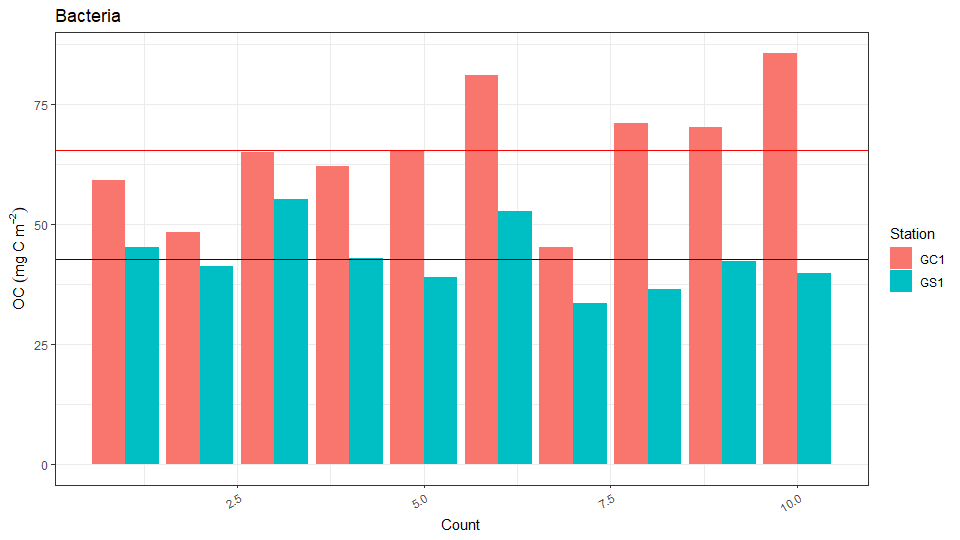 Bacteria
OC (mg C m⁻²)
75
50
25
0
2.5
5.0
7.5
10.0
Count
Station
GC1
GS1